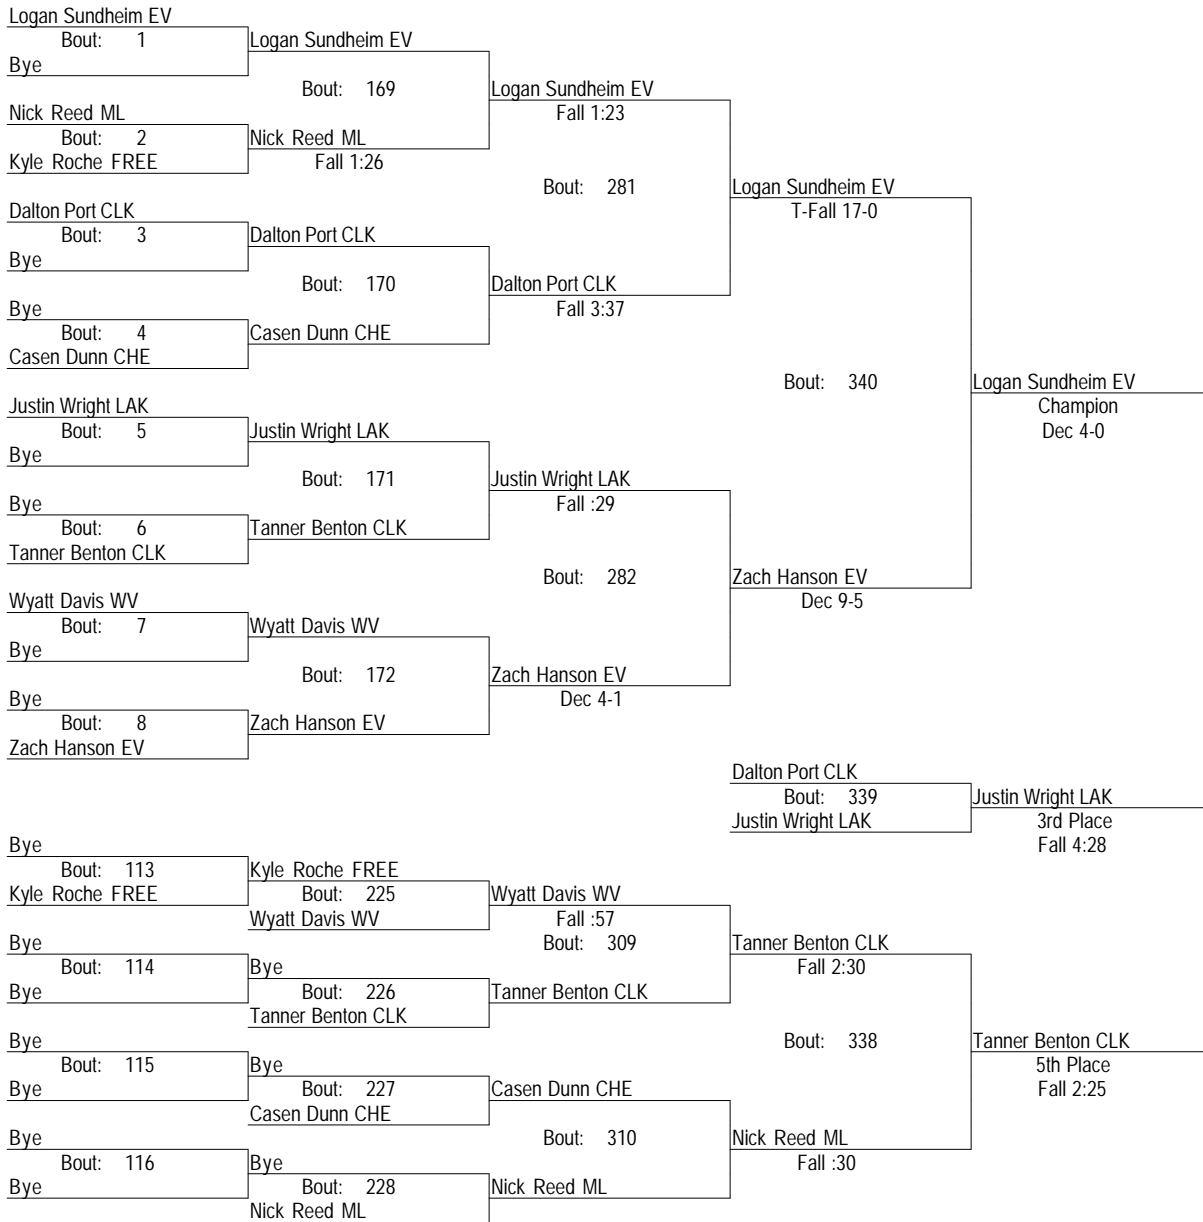 Logan Sundheim EV
Bout: 1
Logan Sundheim EV
Bye
Bout: 169
Logan Sundheim EV
Nick Reed ML
Fall 1:23
Bout: 2
Nick Reed ML
Kyle Roche FREE
Fall 1:26
Bout: 281
Logan Sundheim EV
Dalton Port CLK
T-Fall 17-0
Bout: 3
Dalton Port CLK
Bye
Bout: 170
Dalton Port CLK
Bye
Fall 3:37
Bout: 4
Casen Dunn CHE
Casen Dunn CHE
Bout: 340
Logan Sundheim EV
Justin Wright LAK
Champion
Bout: 5
Justin Wright LAK
Dec 4-0
Bye
Bout: 171
Justin Wright LAK
Bye
Fall :29
Bout: 6
Tanner Benton CLK
Tanner Benton CLK
Bout: 282
Zach Hanson EV
Wyatt Davis WV
Dec 9-5
Bout: 7
Wyatt Davis WV
Bye
Bout: 172
Zach Hanson EV
Bye
Dec 4-1
Bout: 8
Zach Hanson EV
Zach Hanson EV
Dalton Port CLK
Bout: 339
Justin Wright LAK
Justin Wright LAK
3rd Place
Fall 4:28
Bye
Bout: 113
Kyle Roche FREE
Kyle Roche FREE
Bout: 225
Wyatt Davis WV
Wyatt Davis WV
Fall :57
Bye
Bout: 309
Tanner Benton CLK
Bout: 114
Bye
Fall 2:30
Bye
Bout: 226
Tanner Benton CLK
Tanner Benton CLK
Bye
Bout: 338
Tanner Benton CLK
Bout: 115
Bye
5th Place
Bye
Bout: 227
Casen Dunn CHE
Fall 2:25
Casen Dunn CHE
Bye
Bout: 310
Nick Reed ML
Bout: 116
Bye
Fall :30
Bye
Bout: 228
Nick Reed ML
Nick Reed ML